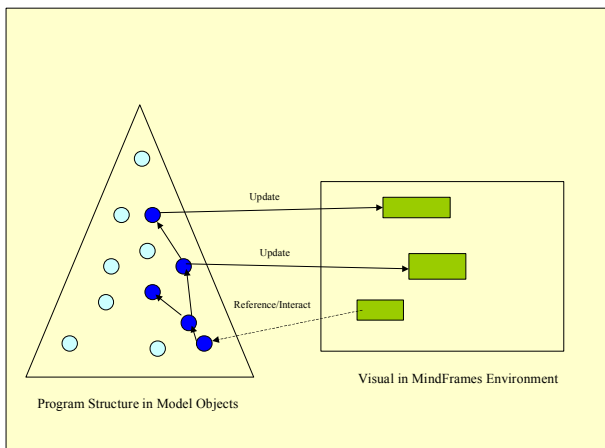 Update
Update
Reference/Interact
Visual in MindFrames Environment
Program Structure in Model Objects